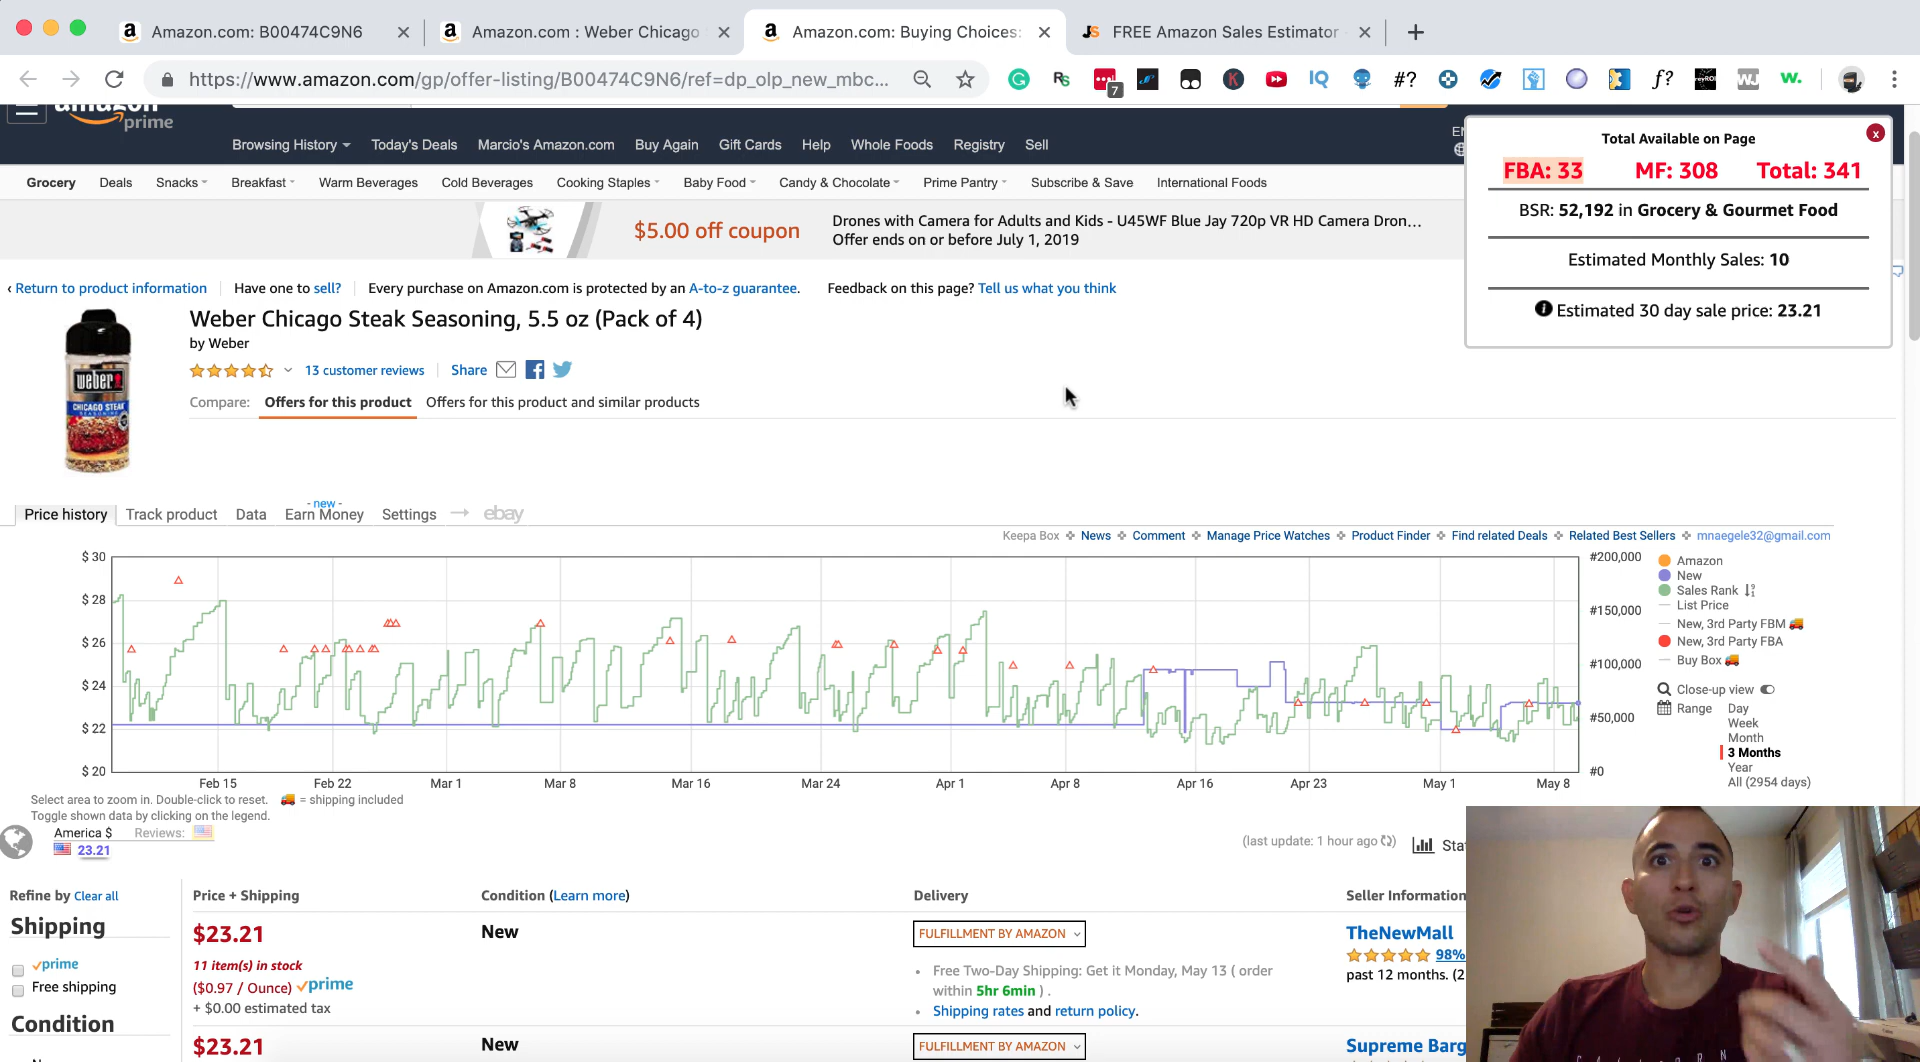 Amazon.com: B00474C9N6
Amazon.com : Weber Chicago
Amazon.com: Buying Choices:
FREE Amazon Sales Estimator
https://www.amazon.com/gp/offer-listing/B00474C9N6/ref=dp_olp_new_mbc...
7
IQ
#?
f?
WJ
w.
amazon
prime
Browsing History
Today's Deals
Marcio's Amazon.com
Buy Again
Gift Cards
Help
Whole Foods
Registry
Sell
EN
Grocery
Deals
Snacks
Breakfast
Warm Beverages
Cold Beverages
Cooking Staples
Baby Food
Candy & Chocolate
Prime Pantry
Subscribe & Save
International Foods
Total Available on Page
x
FBA: 33
MF: 308
Total: 341
BSR: 52,192 in Grocery & Gourmet Food
Estimated Monthly Sales: 10
Estimated 30 day sale price: 23.21
$5.00 off coupon
Drones with Camera for Adults and Kids - U45WF Blue Jay 720p VR HD Camera Dron…
Offer ends on or before July 1, 2019
‹ Return to product information
Have one to sell?
Every purchase on Amazon.com is protected by an A-to-z guarantee.
Feedback on this page? Tell us what you think
Weber Chicago Steak Seasoning, 5.5 oz (Pack of 4)
by Weber
13 customer reviews
Share
Compare:
Offers for this product
Offers for this product and similar products
weber
CHICAGO STEAK
SEASONING
Price history
Track product
Data
- new -
Earn Money
Settings
ebay
Keepa Box
News
Comment
Manage Price Watches
Product Finder
Find related Deals
Related Best Sellers
mnaegele32@gmail.com
$ 30
$ 28
$ 26
$ 24
$ 22
$ 20
#200,000
#150,000
#100,000
#50,000
#0
Feb 15
Feb 22
Mar 1
Mar 8
Mar 16
Mar 24
Apr 1
Apr 8
Apr 16
Apr 23
May 1
May 8
Amazon
New
Sales Rank
List Price
New, 3rd Party FBM
New, 3rd Party FBA
Buy Box
Close-up view
Range
Day
Week
Month
3 Months
Year
All (2954 days)
Select area to zoom in. Double-click to reset.
= shipping included
Toggle shown data by clicking on the legend.
America $
Reviews:
23.21
(last update: 1 hour ago
)
Sta
Refine by Clear all
Shipping
prime
Free shipping
Condition
Price + Shipping
Condition (Learn more)
Delivery
Seller Information
$23.21
New
FULFILLMENT BY AMAZON
TheNewMall
11 item(s) in stock
($0.97 / Ounce)
prime
+ $0.00 estimated tax
Free Two-Day Shipping: Get it Monday, May 13 ( order
within 5hr 6min ) .
Shipping rates and return policy.
98%
past 12 months. (2
$23.21
New
FULFILLMENT BY AMAZON
Supreme Barg